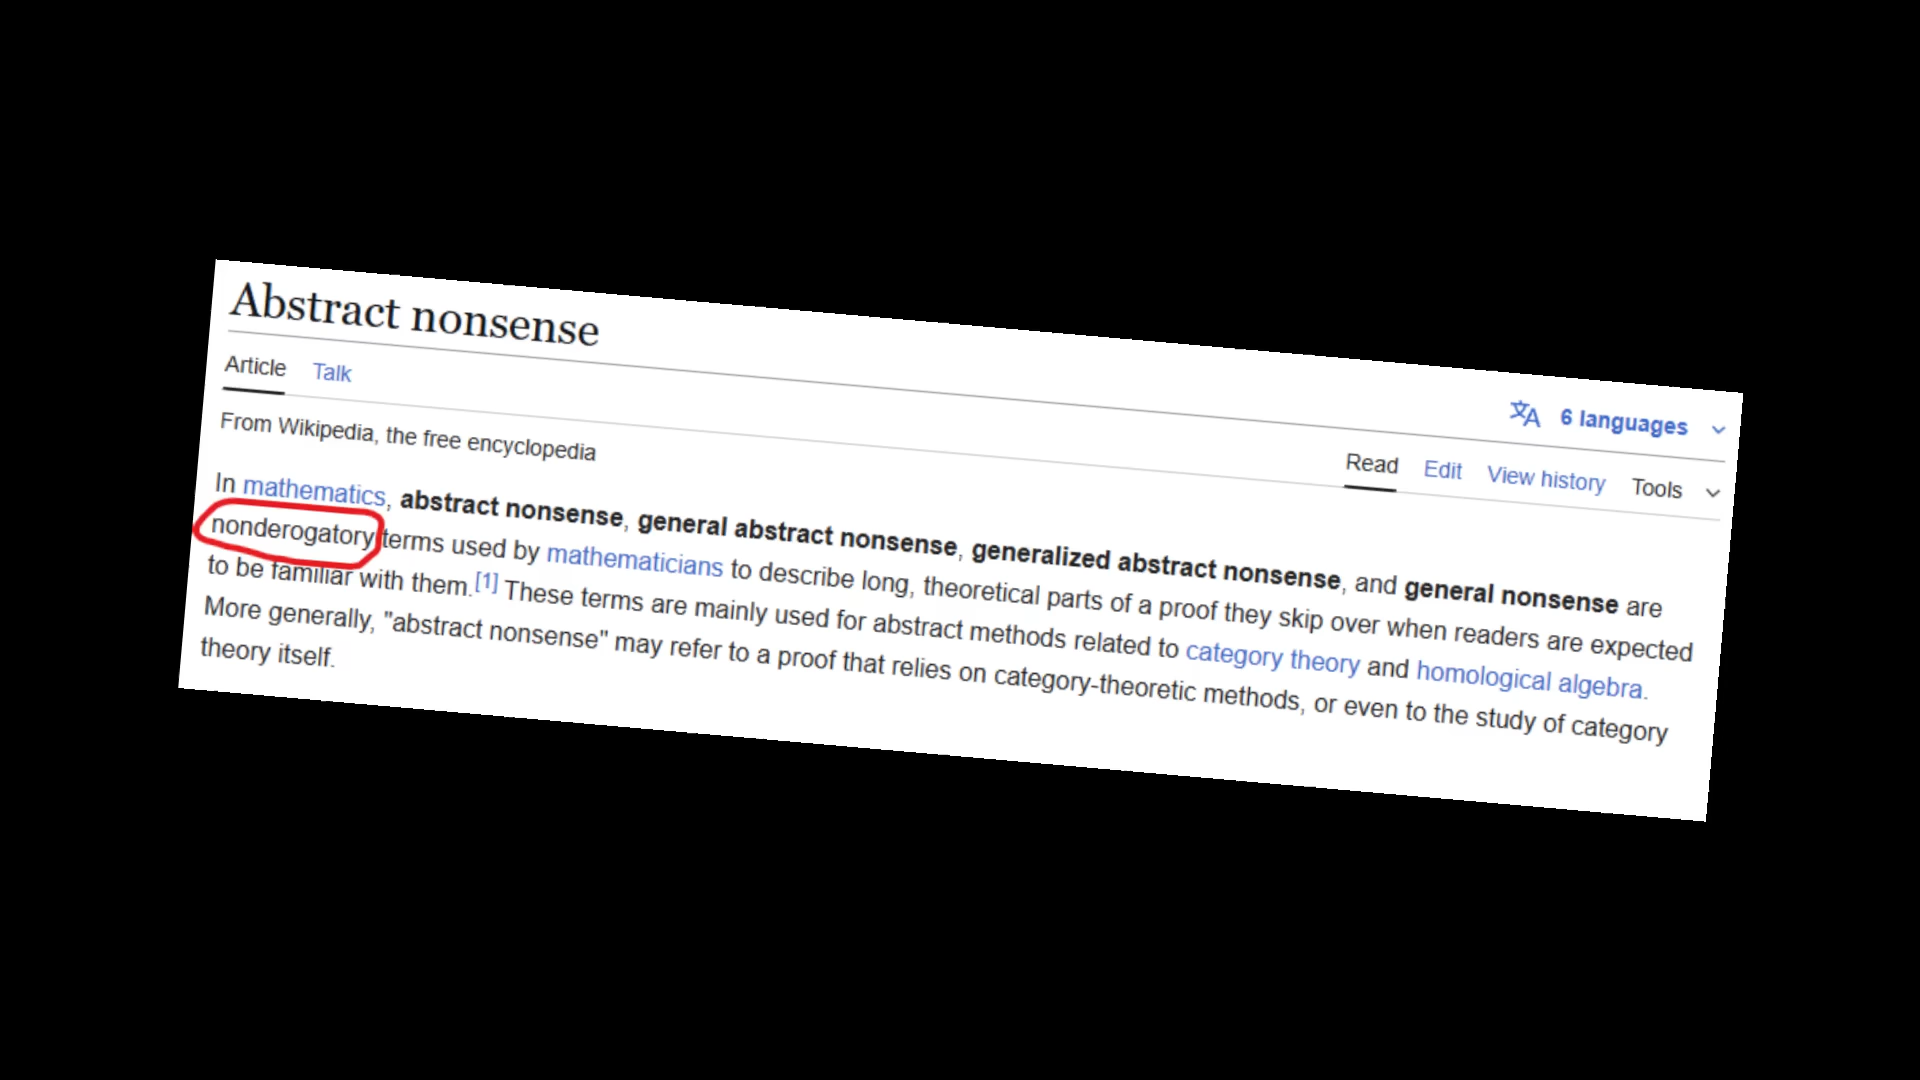 Abstract nonsense
6 languages
Article Talk
Read Edit View history Tools
From Wikipedia, the free encyclopedia
In mathematics, abstract nonsense, general abstract nonsense, generalized abstract nonsense, and general nonsense are
nonderogatory terms used by mathematicians to describe long, theoretical parts of a proof they skip over when readers are expected
to be familiar with them.[1] These terms are mainly used for abstract methods related to category theory and homological algebra.
More generally, "abstract nonsense" may refer to a proof that relies on category-theoretic methods, or even to the study of category
theory itself.